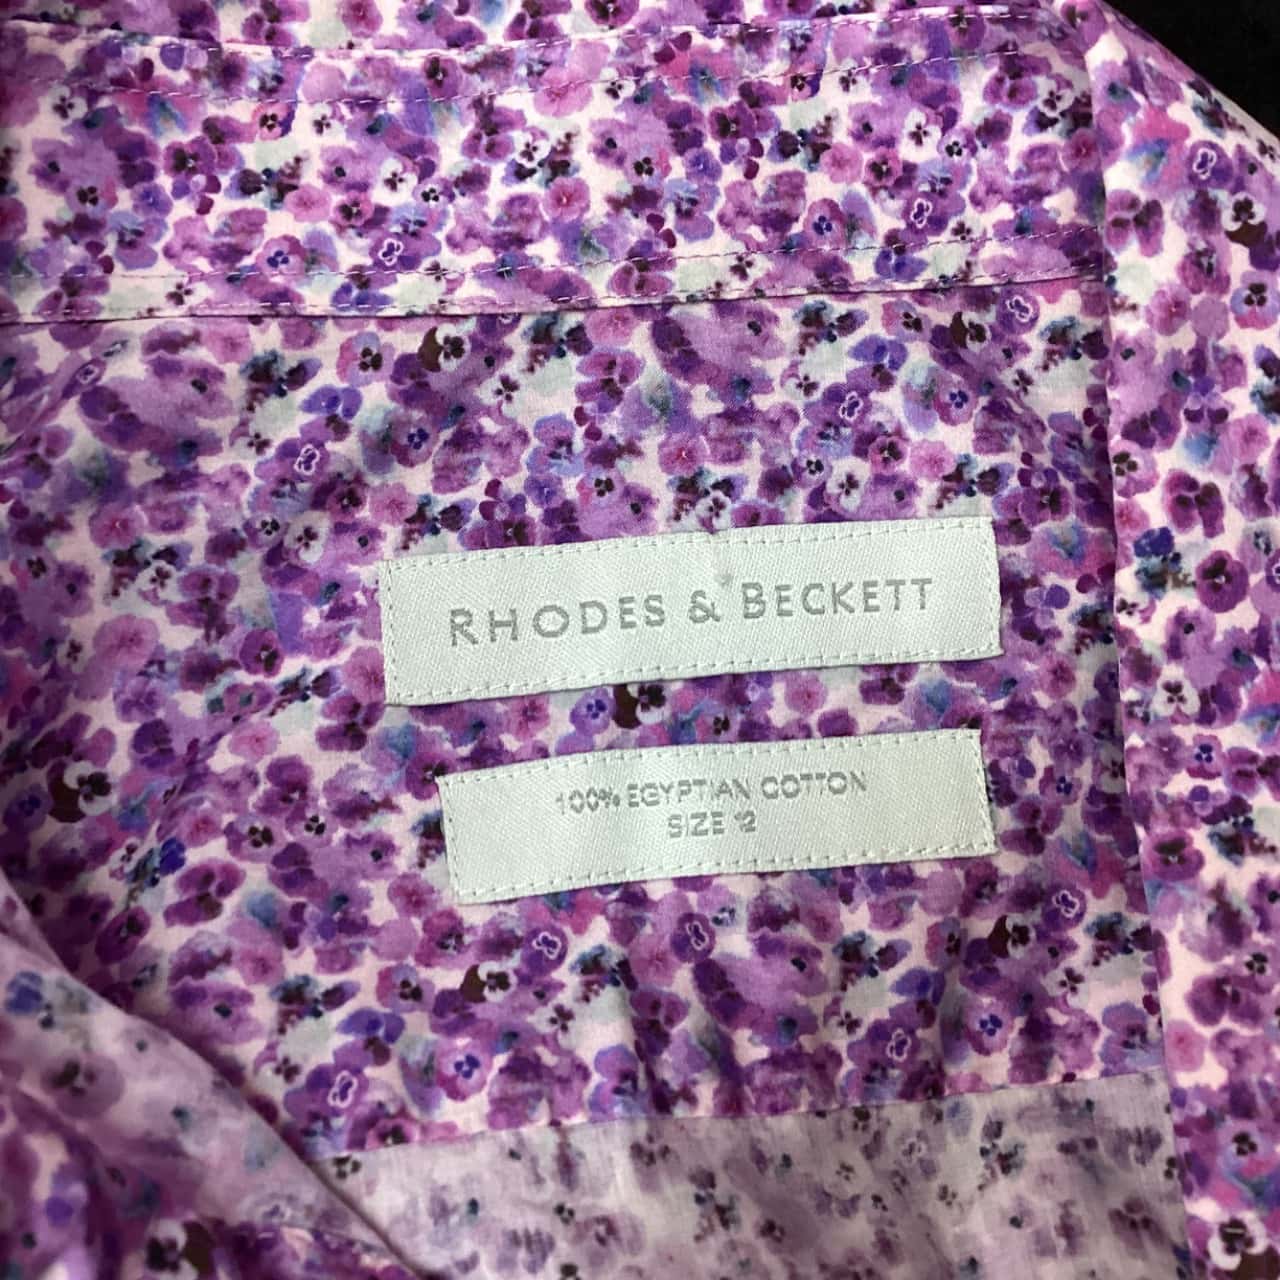 RHODES & BECKETT
100% EGYPTIAN COTTON
SIZE 12